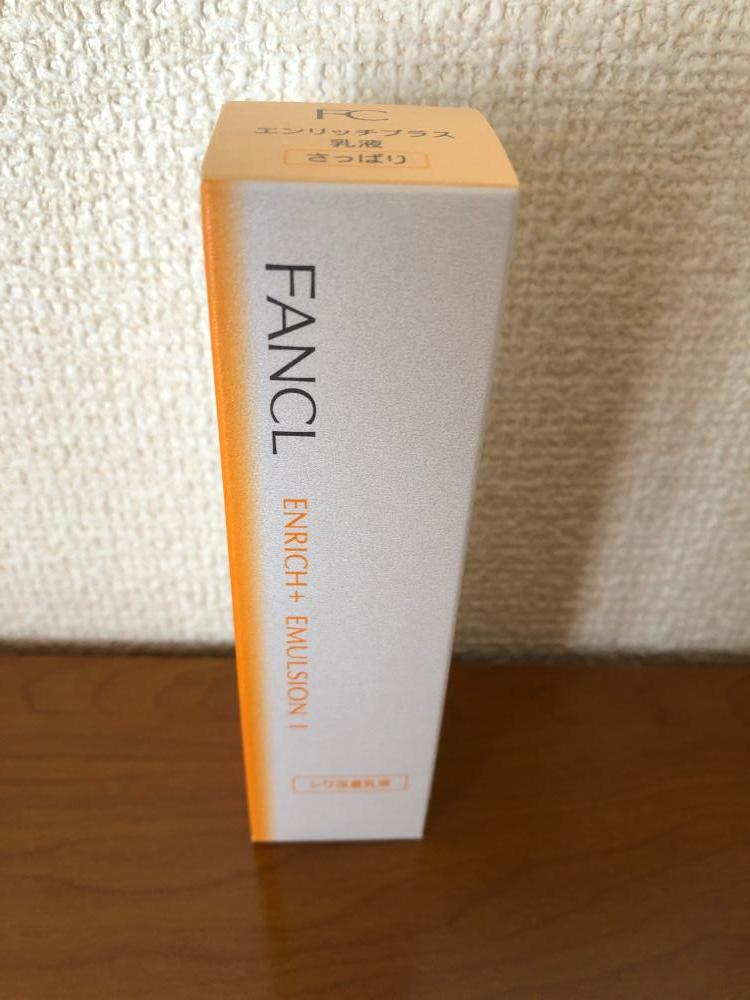 FC
エンリッチプラス
乳液
さっぱり
FANCL
ENRICH+ EMULSION I
シワ改善乳液